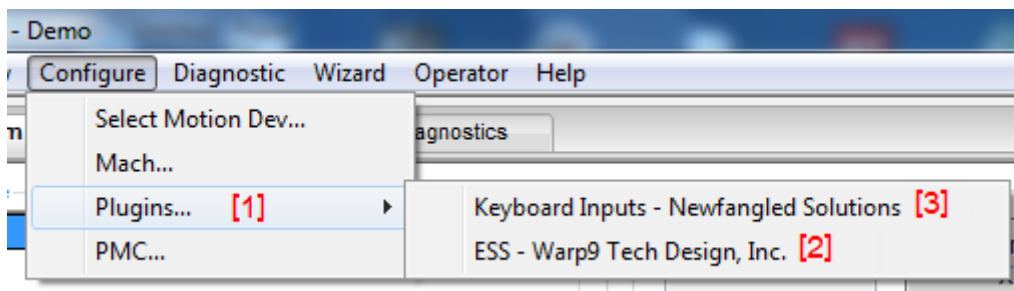 - Demo
Configure Diagnostic Wizard Operator Help
Select Motion Dev...
agnostics
Mach...
Plugins... [1]
Keyboard Inputs - Newfangled Solutions [3]
PMC...
ESS - Warp9 Tech Design, Inc. [2]